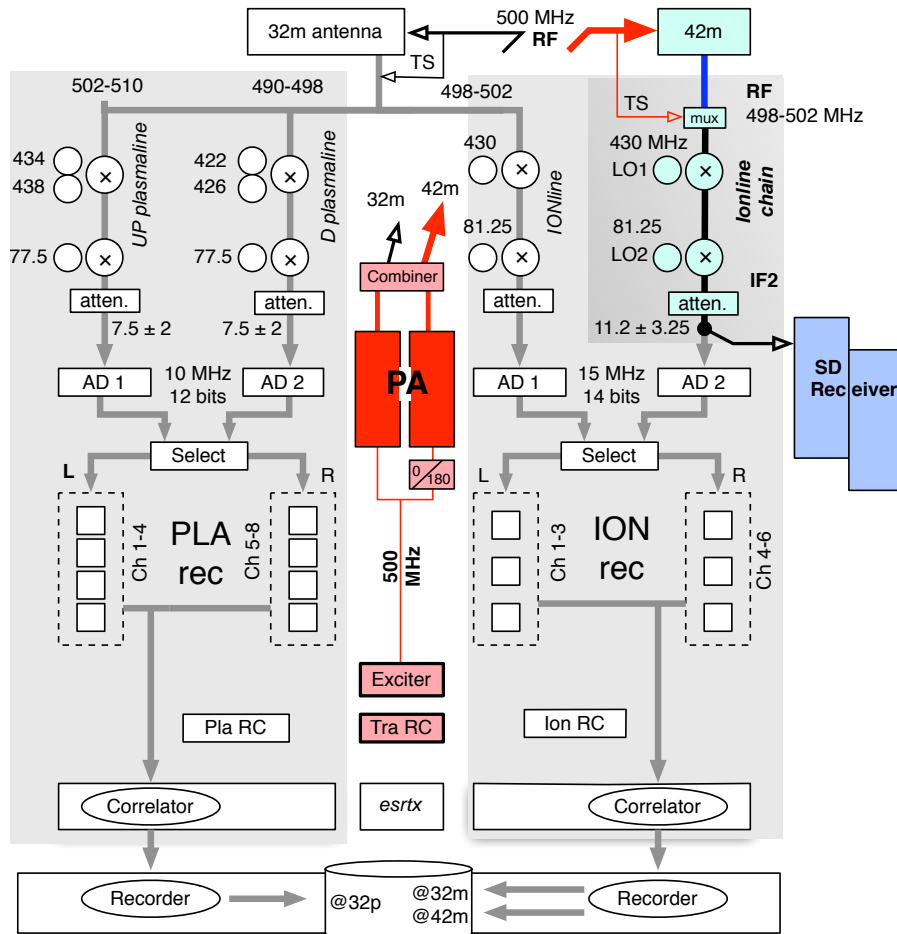 32m antenna
500 MHz
RF
42m
TS
502-510
490-498
498-502
TS
RF
mux
498-502 MHz
434
438
UP plasmaline
422
426
D plasmaline
430
IONline
430 MHz
LO1
Ionline
chain
32m
42m
77.5
77.5
81.25
81.25
LO2
Combiner
IF2
atten.
atten.
atten.
atten.
7.5 ± 2
7.5 ± 2
11.2 ± 3.25
AD 1
10 MHz
12 bits
AD 2
PA
AD 1
15 MHz
14 bits
AD 2
SD
Receiver
Select
Select
L
R
0/180
L
R
Ch 1-4
PLA
rec
Ch 5-8
500
MHz
Ch 1-3
ION
rec
Ch 4-6
Exciter
Pla RC
Tra RC
Ion RC
Correlator
esrtx
Correlator
Recorder
@32p
@32m
@42m
Recorder